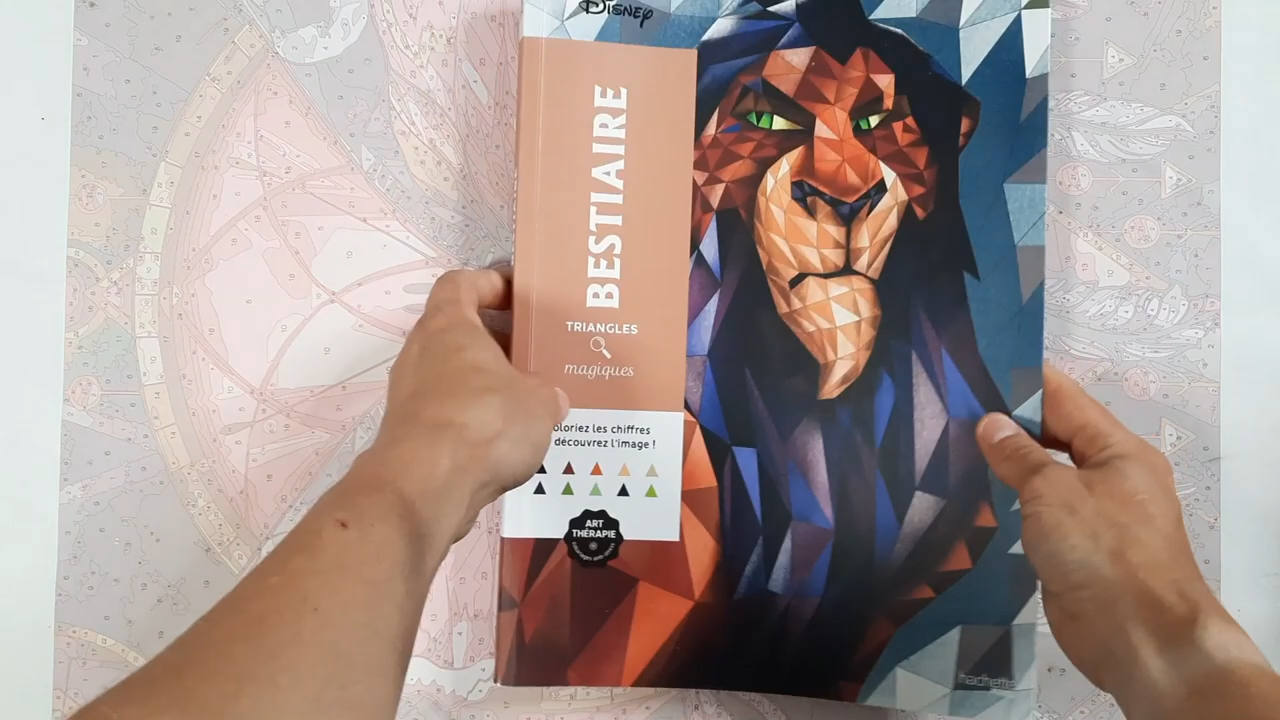 Disney
BESTIAIRE
TRIANGLES
magiques
oloriez les chiffres
découvrez l'image !
ART
THÉRAPIE
hachette